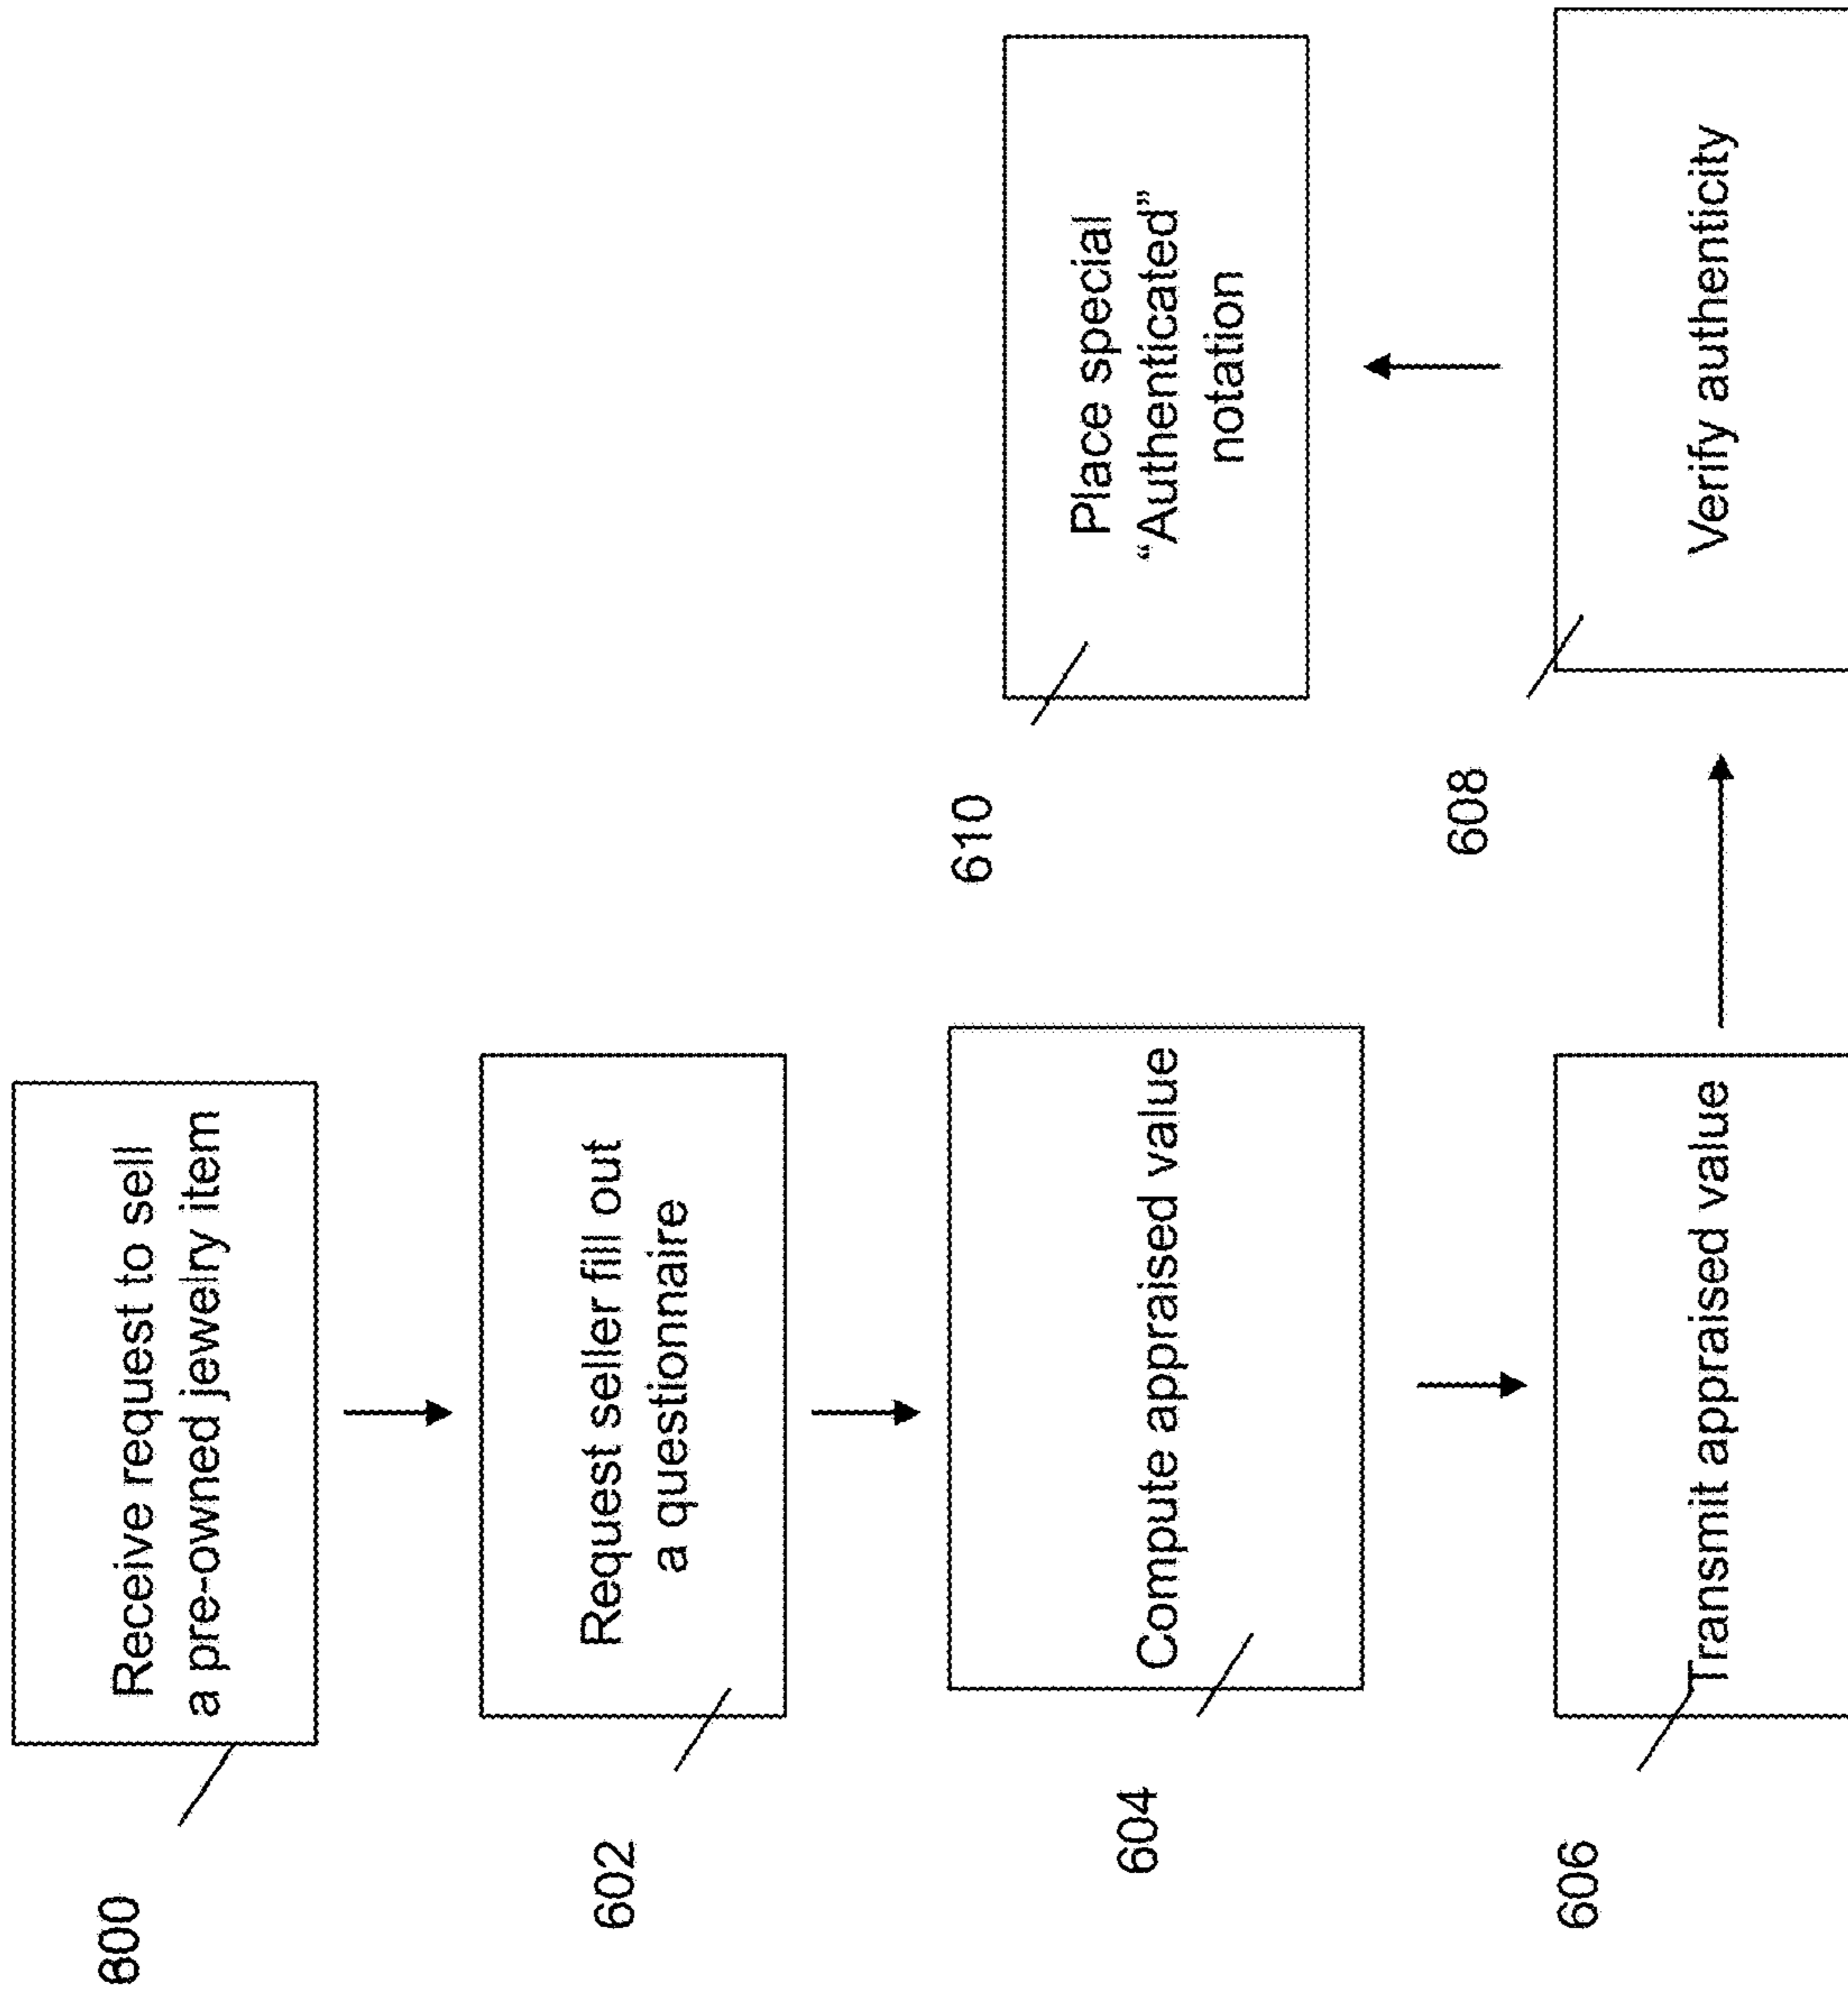 600
Receive request to sell
a pre-owned jewelry item
602
Request seller fill out
a questionnaire
604
Compute appraised value
606
Transmit appraised value
608
Verify authenticity
610
Place special
“Authenticated”
notation